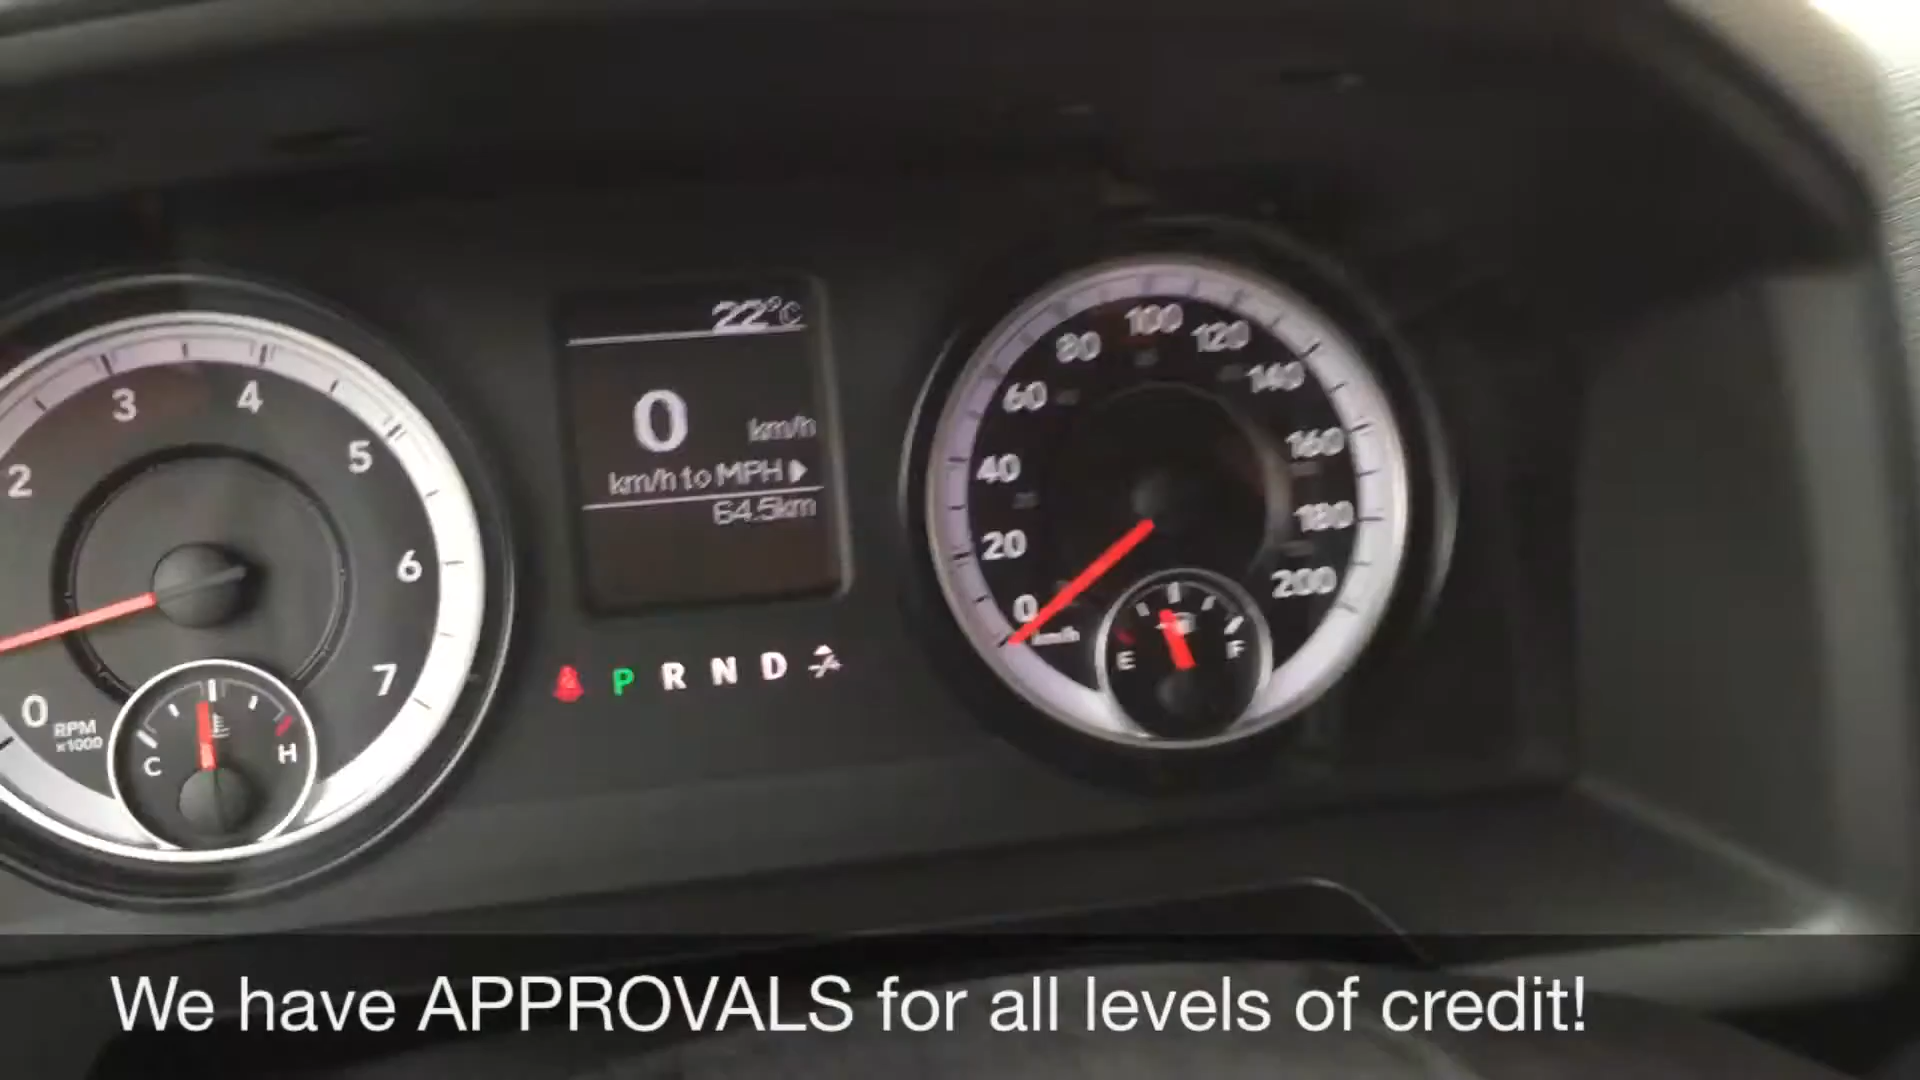 22°C
0 km/h
km/h to MPH
64.5km
P R N D
2 3 4 5 6 7
0 RPM x1000
C H
0 20 40 60 80 100 120 140 160 180 200
km/h
E F
We have APPROVALS for all levels of credit!